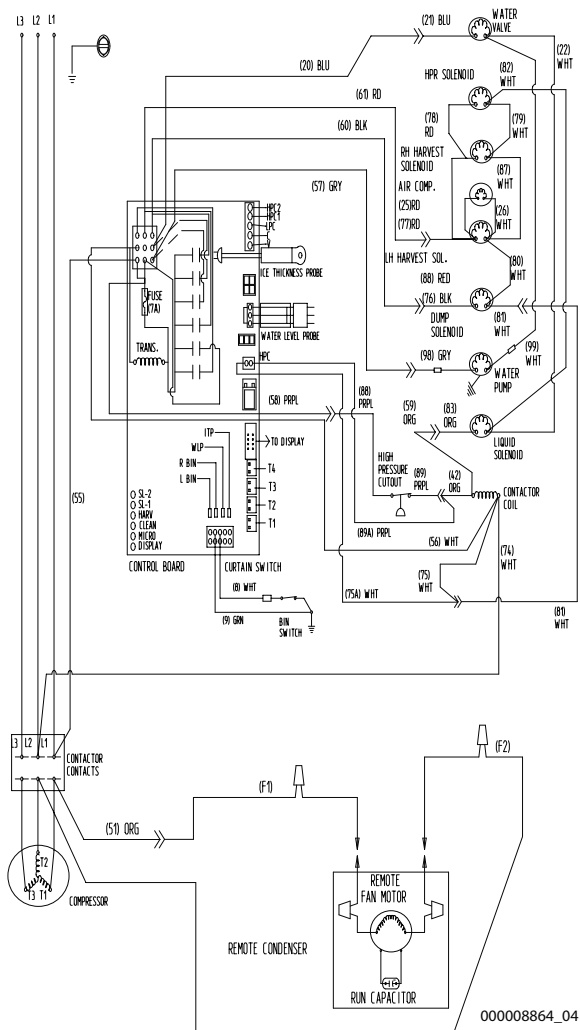 L3 L2 L1
(21) BLU
WATER
VALVE
(20) BLU
(22)
WHT
HPR SOLENOID
(82)
WHT
(61) RD
(60) BLK
(78)
RD
(79)
WHT
RH HARVEST
SOLENOID
(57) GRY
(87)
WHT
AIR COMP.
(25)RD
(77)RD
(26)
WHT
LH HARVEST SOL.
(80)
WHT
HPC2
HPC1
LPC
ICE THICKNESS PROBE
FUSE
(7A)
TRANS.
WATER LEVEL PROBE
(88) RED
(76) BLK
DUMP
SOLENOID
(81)
WHT
(99)
WHT
HPC
(98) GRY
WATER
PUMP
(58) PRPL
(88)
PRPL
(59)
ORG
(83)
ORG
LIQUID
SOLENOID
TO DISPLAY
ITP
WLP
R BIN
L BIN
T4
T3
T2
T1
HIGH
PRESSURE
CUTOUT
(89)
PRPL
(42)
ORG
CONTACTOR
COIL
(55)
SL-2
SL-1
HARV
CLEAN
MICRO
DISPLAY
(89A) PRPL
(56) WHT
(74)
WHT
CONTROL BOARD
CURTAIN SWITCH
(75)
WHT
(8) WHT
(75A) WHT
(81)
WHT
(9) GRN
BIN
SWITCH
L3 L2 L1
CONTACTOR
CONTACTS
(F1)
(F2)
(51) ORG
T2
T3 T1
COMPRESSOR
REMOTE
FAN MOTOR
REMOTE CONDENSER
RUN CAPACITOR
000008864_04